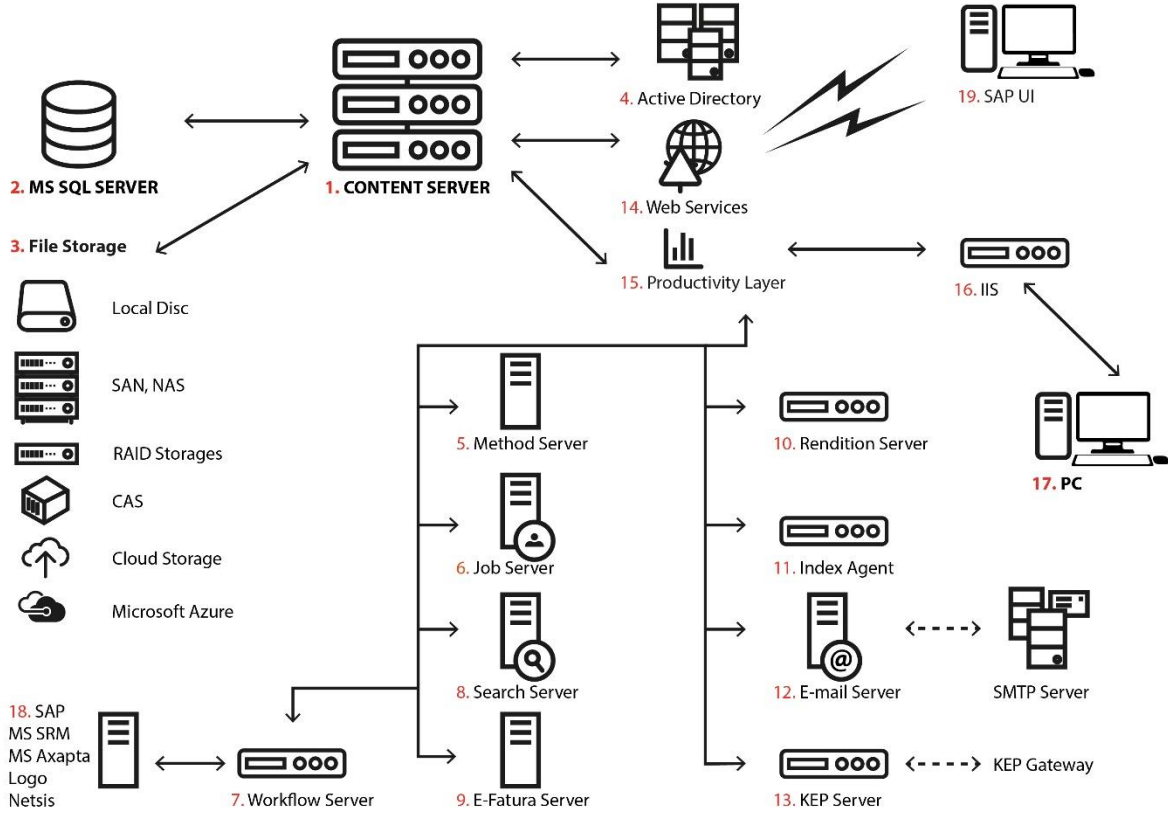 4. Active Directory
19. SAP UI
2. MS SQL SERVER
1. CONTENT SERVER
14. Web Services
3. File Storage
15. Productivity Layer
16. IIS
Local Disc
SAN, NAS
RAID Storages
CAS
Cloud Storage
Microsoft Azure
5. Method Server
10. Rendition Server
17. PC
6. Job Server
11. Index Agent
8. Search Server
@
12. E-mail Server
SMTP Server
18. SAP
MS SRM
MS Axapta
Logo
Netsis
7. Workflow Server
9. E-Fatura Server
13. KEP Server
KEP Gateway